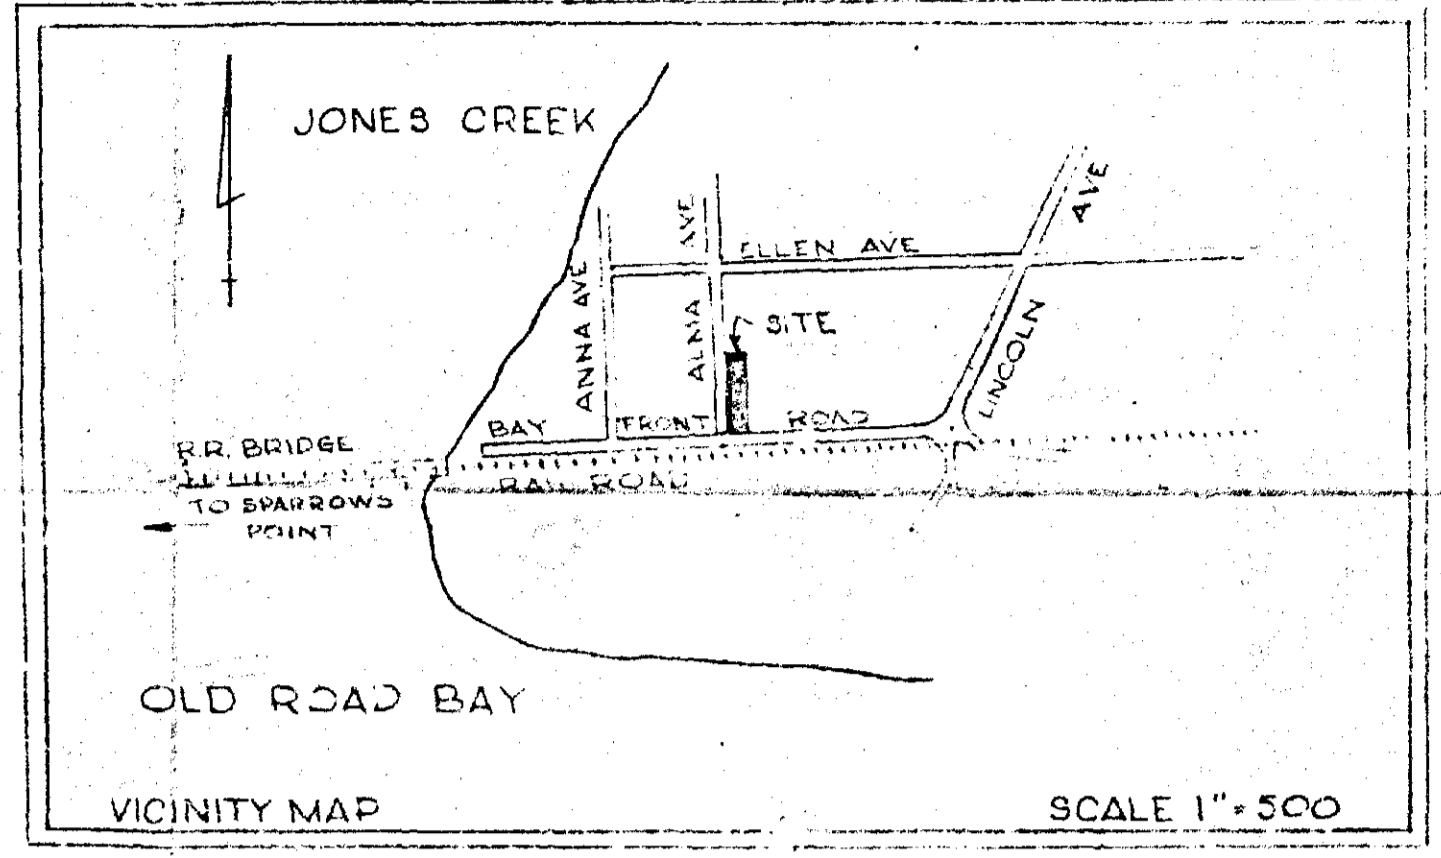 JONES CREEK
AVE
AVE
ELLEN AVE
ANNA AVE
ALMA
SITE
LINCOLN
BAY FRONT ROAD
R.R. BRIDGE
RAIL ROAD
TO SPARROWS
POINT
OLD ROAD BAY
VICINITY MAP
SCALE 1"=500